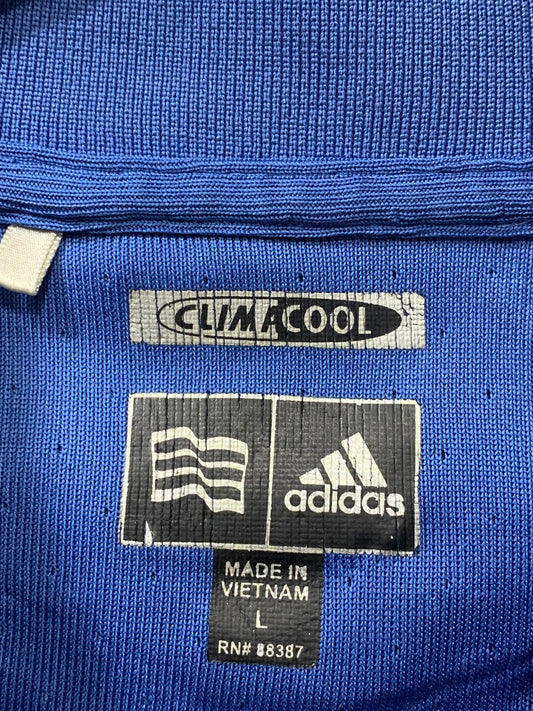 CLIMACOOL
adidas
MADE IN
VIETNAM
L
RN# 88387